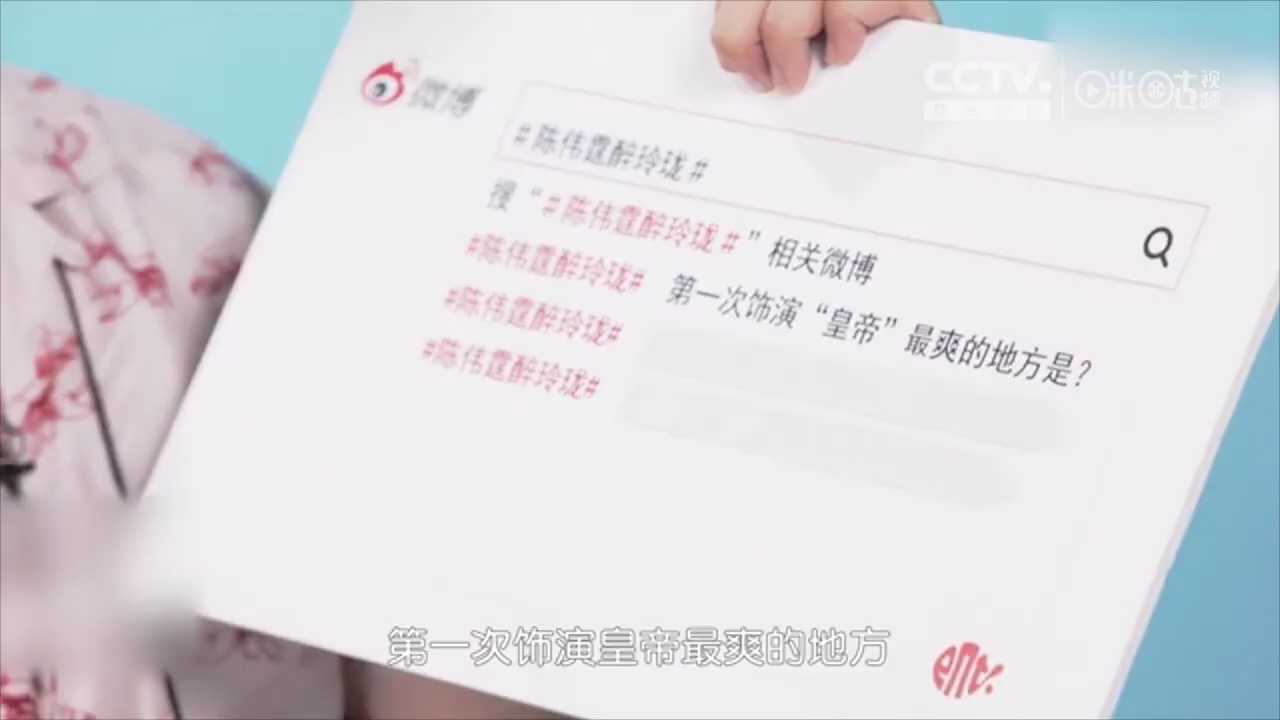 CCTV.
咪咕视频
微博
#陈伟霆醉玲珑#
搜“#陈伟霆醉玲珑#”相关微博
#陈伟霆醉玲珑# 第一次饰演“皇帝”最爽的地方是?
#陈伟霆醉玲珑#
#陈伟霆醉玲珑#
第一次饰演皇帝最爽的地方
ent.